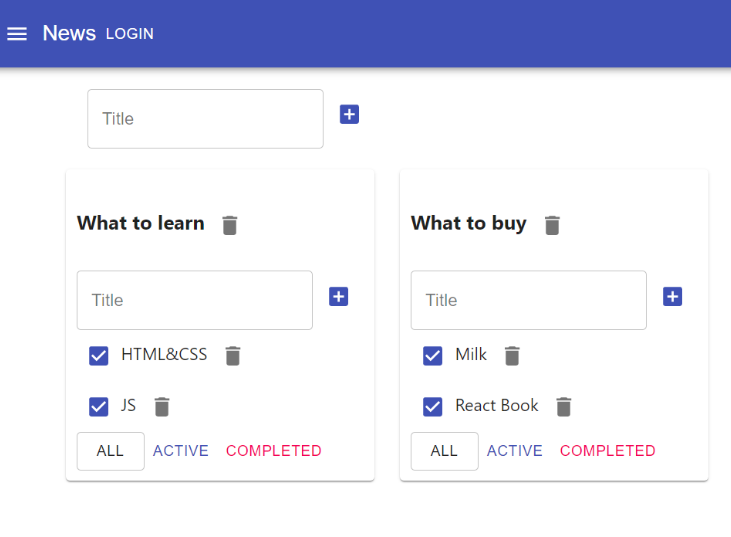 News LOGIN
Title
What to learn
Title
HTML&CSS
JS
ALL ACTIVE COMPLETED
What to buy
Title
Milk
React Book
ALL ACTIVE COMPLETED